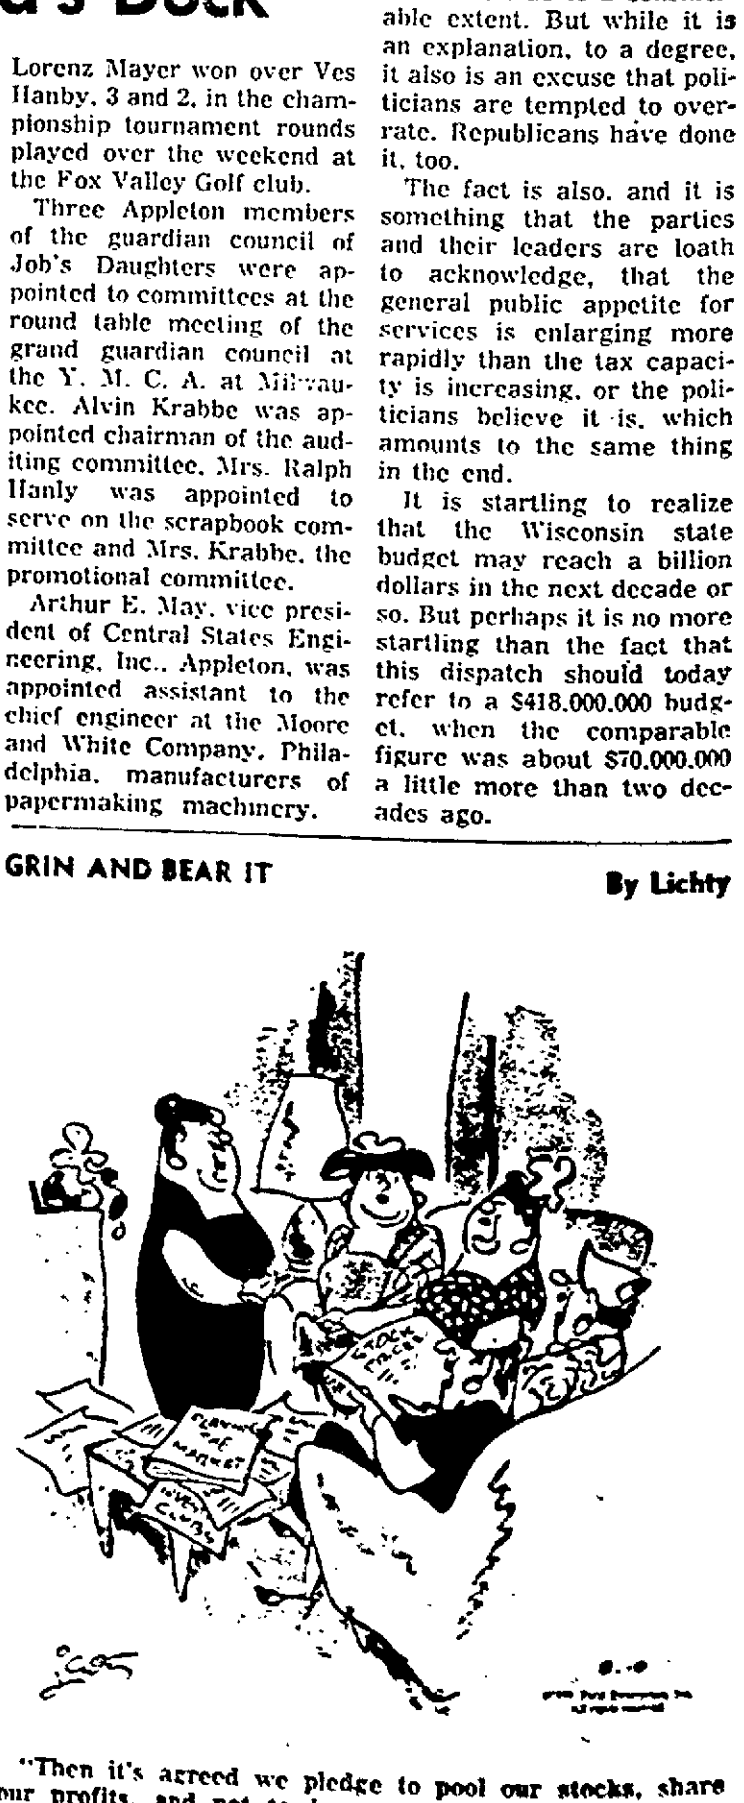 Lorenz Mayer won over Ves
Hanby, 3 and 2, in the cham-
pionship tournament rounds
played over the weekend at
the Fox Valley Golf club.
Three Appleton members
of the guardian council of
Job's Daughters were ap-
pointed to committees at the
round table meeting of the
grand guardian council at
the Y. M. C. A. at Milwau-
kee. Alvin Krabbe was ap-
pointed chairman of the aud-
iting committee, Mrs. Ralph
Hanly was appointed to
serve on the scrapbook com-
mittee and Mrs. Krabbe, the
promotional committee.
Arthur E. May, vice presi-
dent of Central States Engi-
neering, Inc., Appleton, was
appointed assistant to the
chief engineer at the Moore
and White Company, Phila-
delphia, manufacturers of
papermaking machinery.
able extent. But while it is
an explanation, to a degree,
it also is an excuse that poli-
ticians are tempted to over-
rate. Republicans have done
it, too.
The fact is also, and it is
something that the parties
and their leaders are loath
to acknowledge, that the
general public appetite for
services is enlarging more
rapidly than the tax capaci-
ty is increasing, or the poli-
ticians believe it is, which
amounts to the same thing
in the end.
It is startling to realize
that the Wisconsin state
budget may reach a billion
dollars in the next decade or
so. But perhaps it is no more
startling than the fact that
this dispatch should today
refer to a $418,000,000 budg-
et, when the comparable
figure was about $70,000,000
a little more than two dec-
ades ago.
GRIN AND BEAR IT
By Lichty
STOCK
PRICES
PLAYING
THE
MARKET
INVEST
CLUBS
"Then it's agreed we pledge to pool our stocks, share
our profits, and not